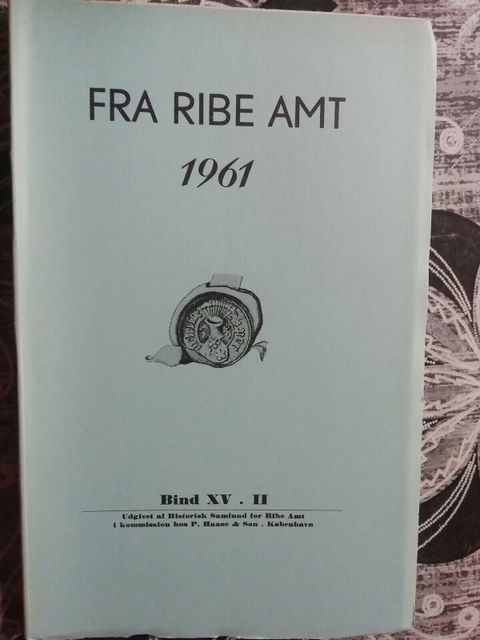 FRA RIBE AMT
1961
Bind XV . II
Udgivet af Historisk Samfund for Ribe Amt
i kommission hos P. Haase & Søn . København